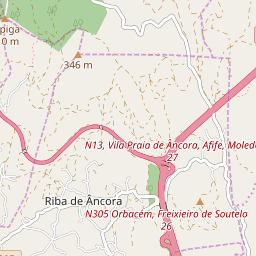 piga
0 m
346 m
N13, Vila Praia de Âncora, Afife, Moled
27
Riba de Âncora
N305 Orbacém, Freixieiro de Soutelo
26